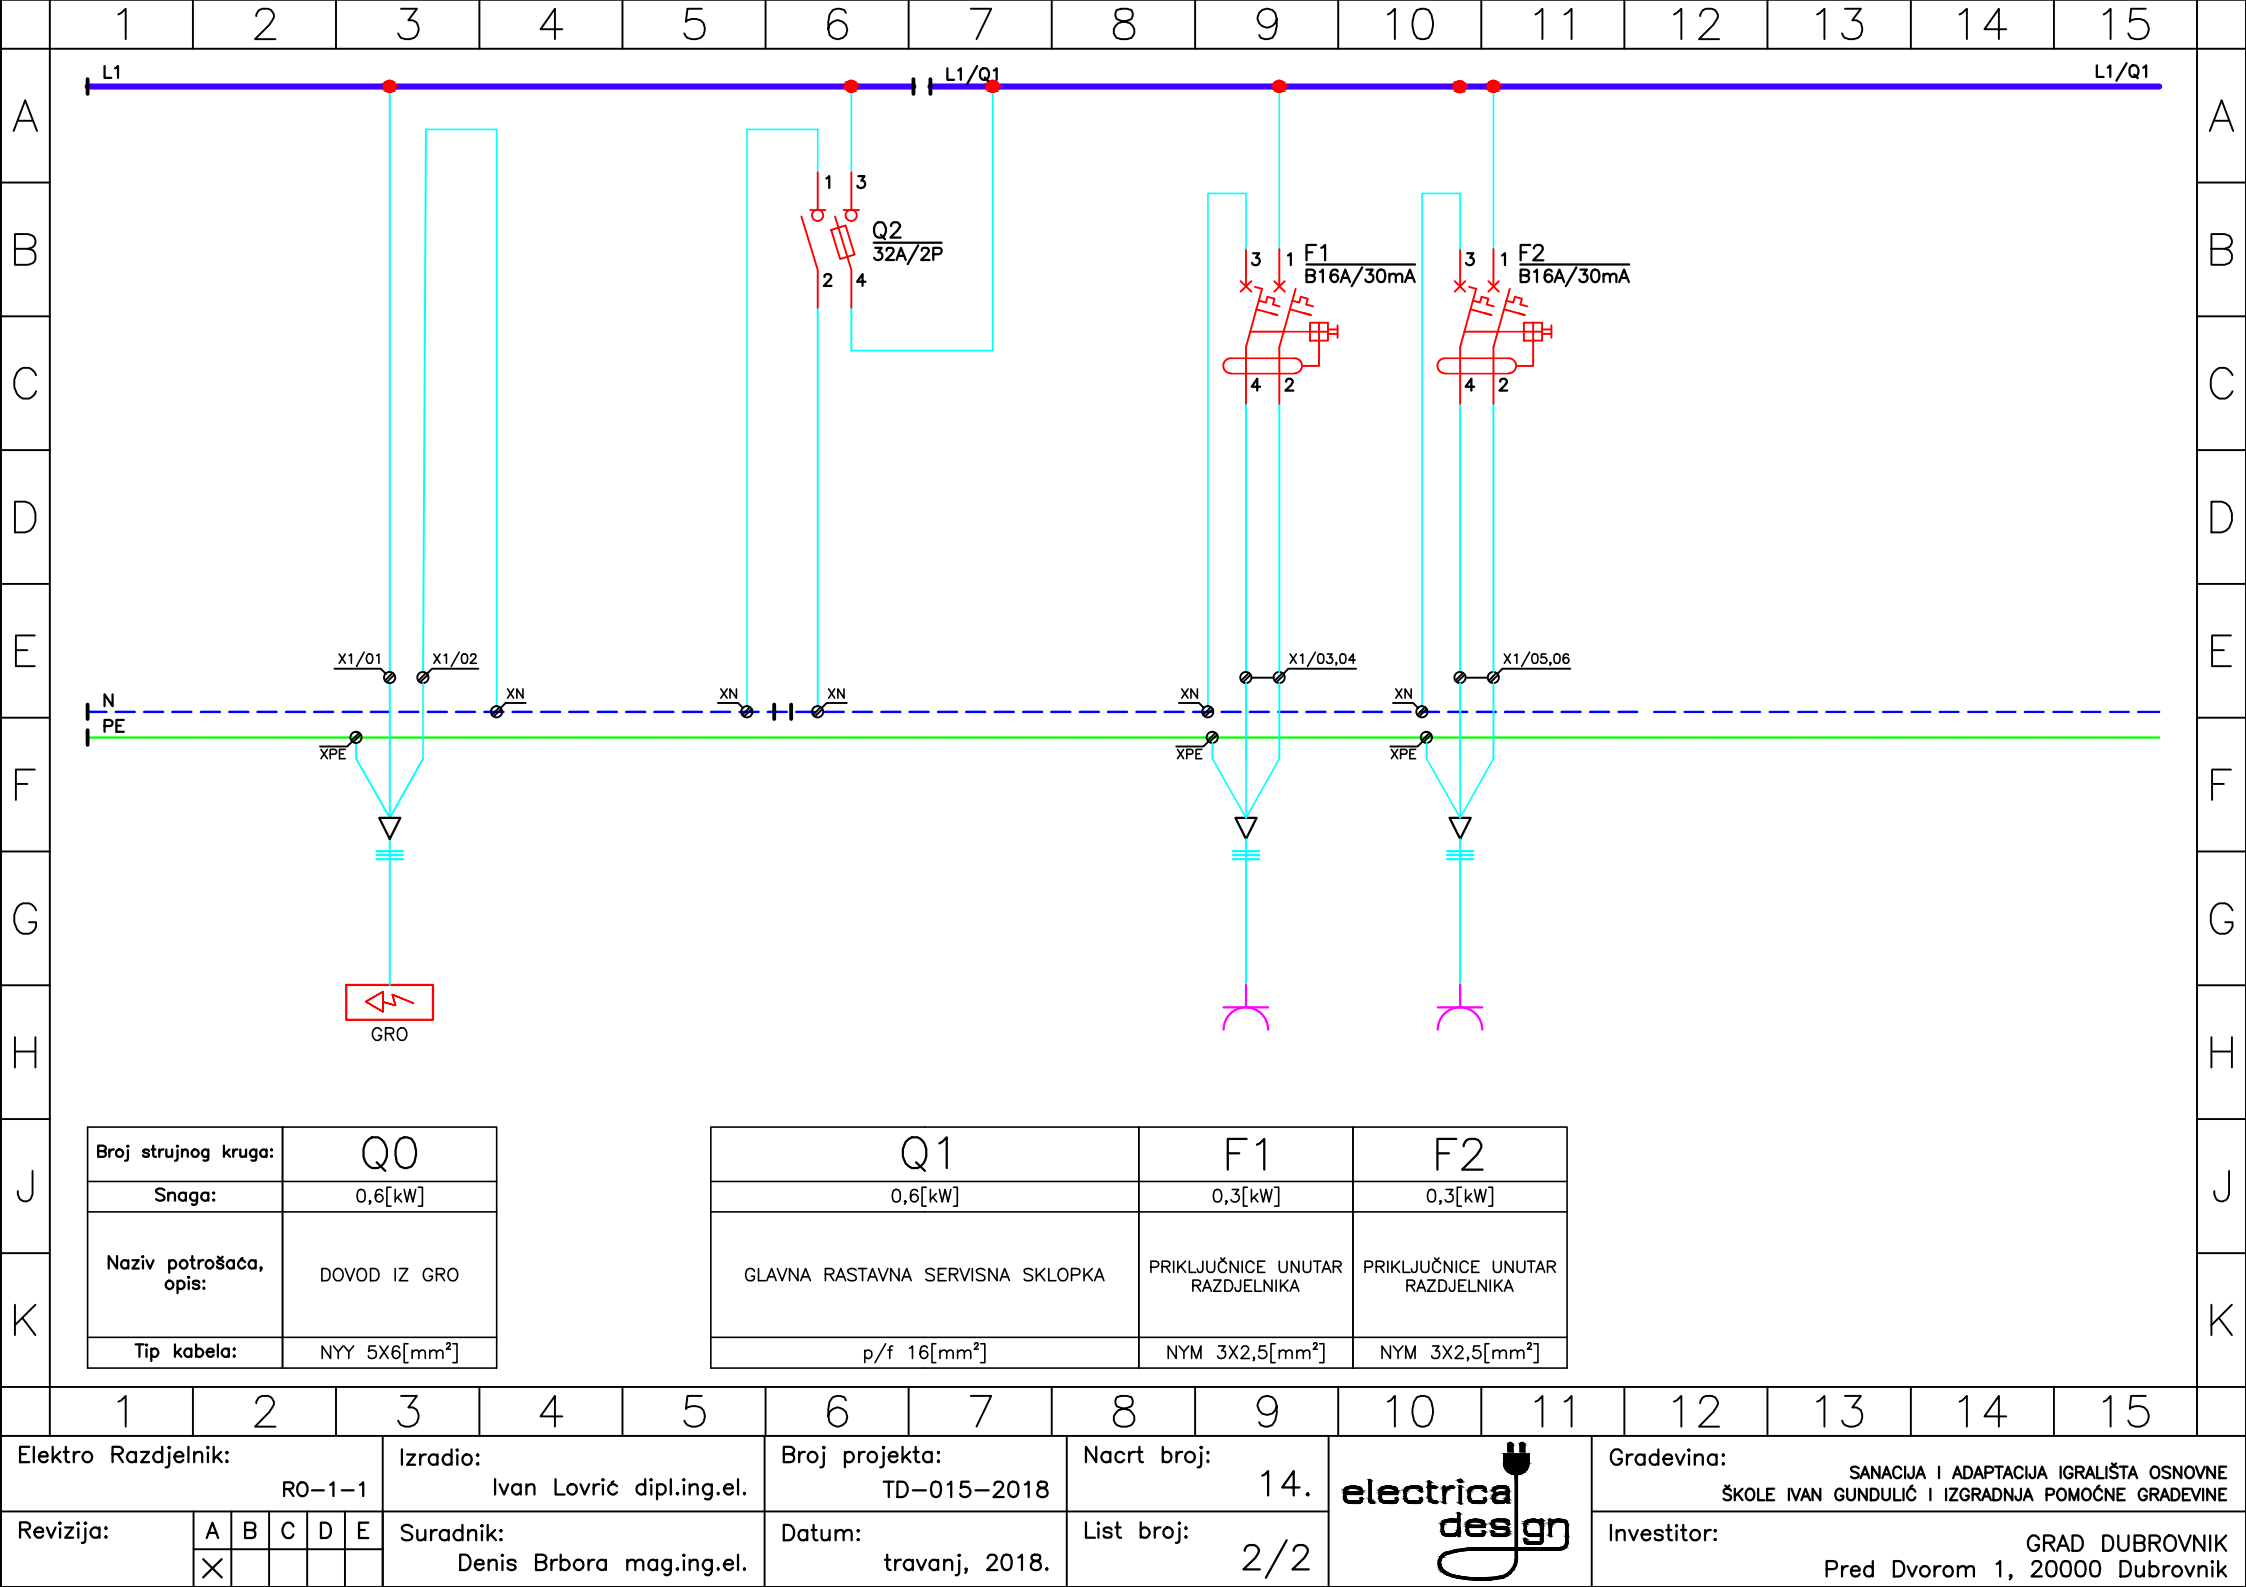 1 2 3 4 5 6 7 8 9 10 11 12 13 14 15
L1
L1/Q1
L1/Q1
A A
1 3
B B
Q2
32A/2P
2 4
3 1
F1
B16A/30mA
3 1
F2
B16A/30mA
C C
4 2
4 2
D D
E E
X1/01
X1/02
X1/03,04
X1/05,06
N
XN
XN
XN
XN
XN
PE
XPE
XPE
XPE
F F
G G
H H
GRO
Broj strujnog kruga: Q0 Q1 F1 F2
J J
Snaga: 0,6[kW] 0,6[kW] 0,3[kW] 0,3[kW]
Naziv potrošaća,
opis:
DOVOD IZ GRO
GLAVNA RASTAVNA SERVISNA SKLOPKA
PRIKLJUČNICE UNUTAR
RAZDJELNIKA
PRIKLJUČNICE UNUTAR
RAZDJELNIKA
K K
Tip kabela: NYY 5X6[mm²] p/f 16[mm²] NYM 3X2,5[mm²] NYM 3X2,5[mm²]
1 2 3 4 5 6 7 8 9 10 11 12 13 14 15
Elektro Razdjelnik:
RO-1-1
Izradio:
Ivan Lovrić dipl.ing.el.
Broj projekta:
TD-015-2018
Nacrt broj:
14.
electrica
design
Gradevina:
SANACIJA I ADAPTACIJA IGRALIŠTA OSNOVNE
ŠKOLE IVAN GUNDULIĆ I IZGRADNJA POMOĆNE GRADEVINE
Revizija:
A B C D E
X
Suradnik:
Denis Brbora mag.ing.el.
Datum:
travanj, 2018.
List broj:
2/2
Investitor:
GRAD DUBROVNIK
Pred Dvorom 1, 20000 Dubrovnik